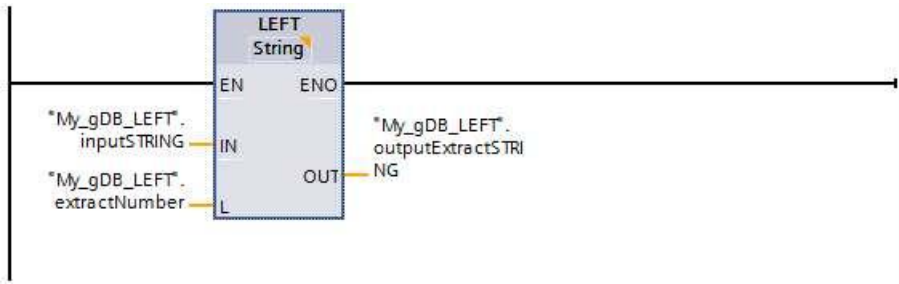 LEFT
String
EN ENO
"My_gDB_LEFT".
inputSTRING
IN
"My_gDB_LEFT".
extractNumber
L
"My_gDB_LEFT".
outputExtractSTRI
NG
OUT